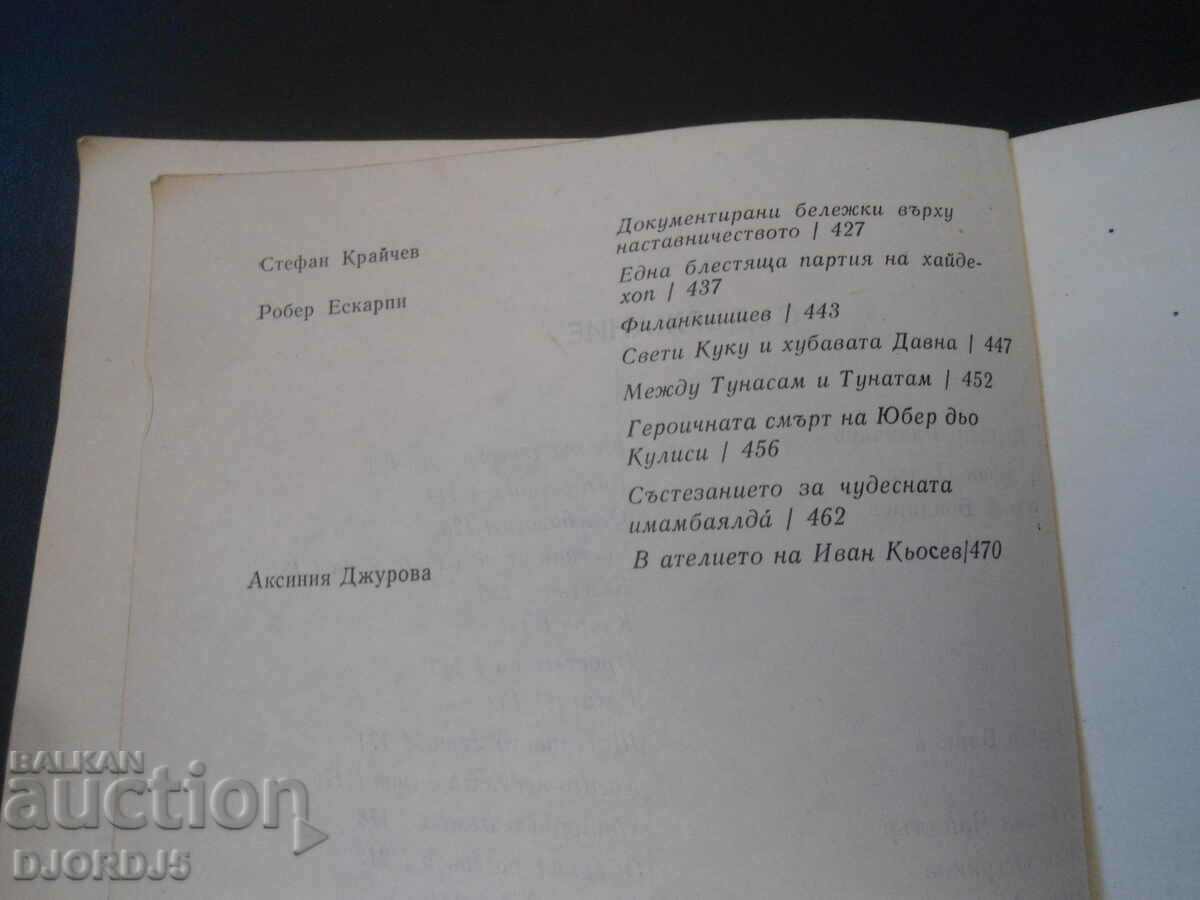 Стефан Крайчев
Документирани бележки върху
наставничеството | 427
Робер Ескарпи
Една блестяща партия на хайде-
хоп | 437
Филанкишиев | 443
Свети Куку и хубавата Давна | 447
Между Тунасам и Тунатам | 452
Героичната смърт на Юбер дьо
Кулиси | 456
Състезанието за чудесната
имамбаялдá | 462
Аксиния Джурова
В ателието на Иван Кьосев|470
BALKAN
auction
DJORDJ5